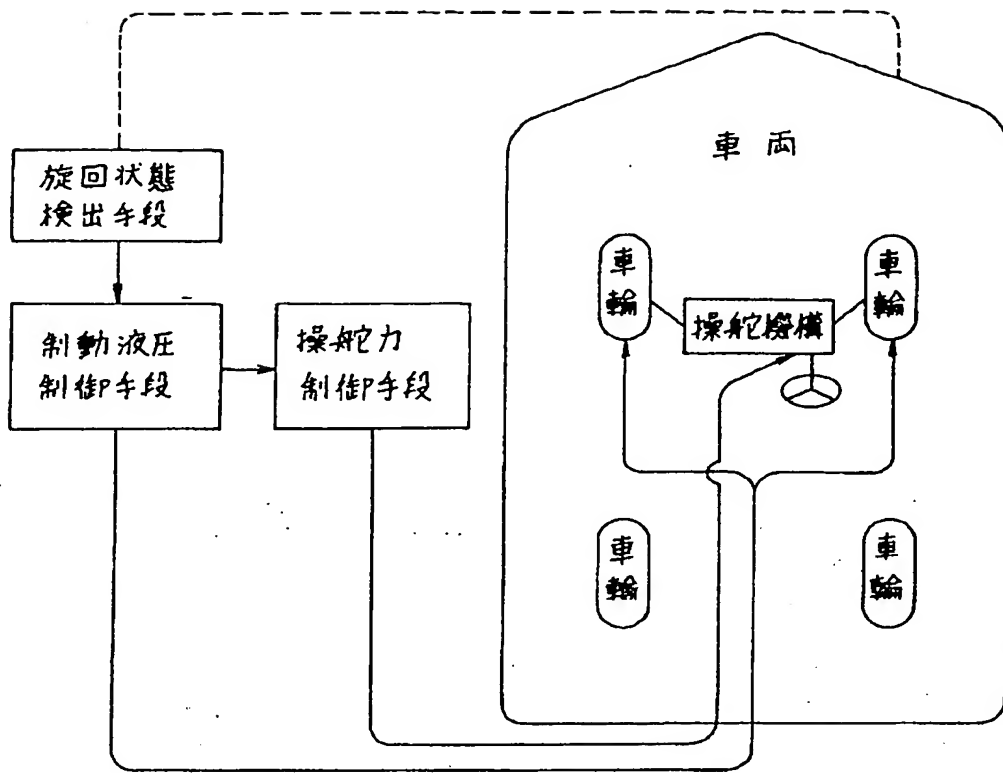 車両
旋回状態
検出手段
車輪
車輪
操舵機構
制動液圧
制御手段
操舵力
制御手段
車輪
車輪